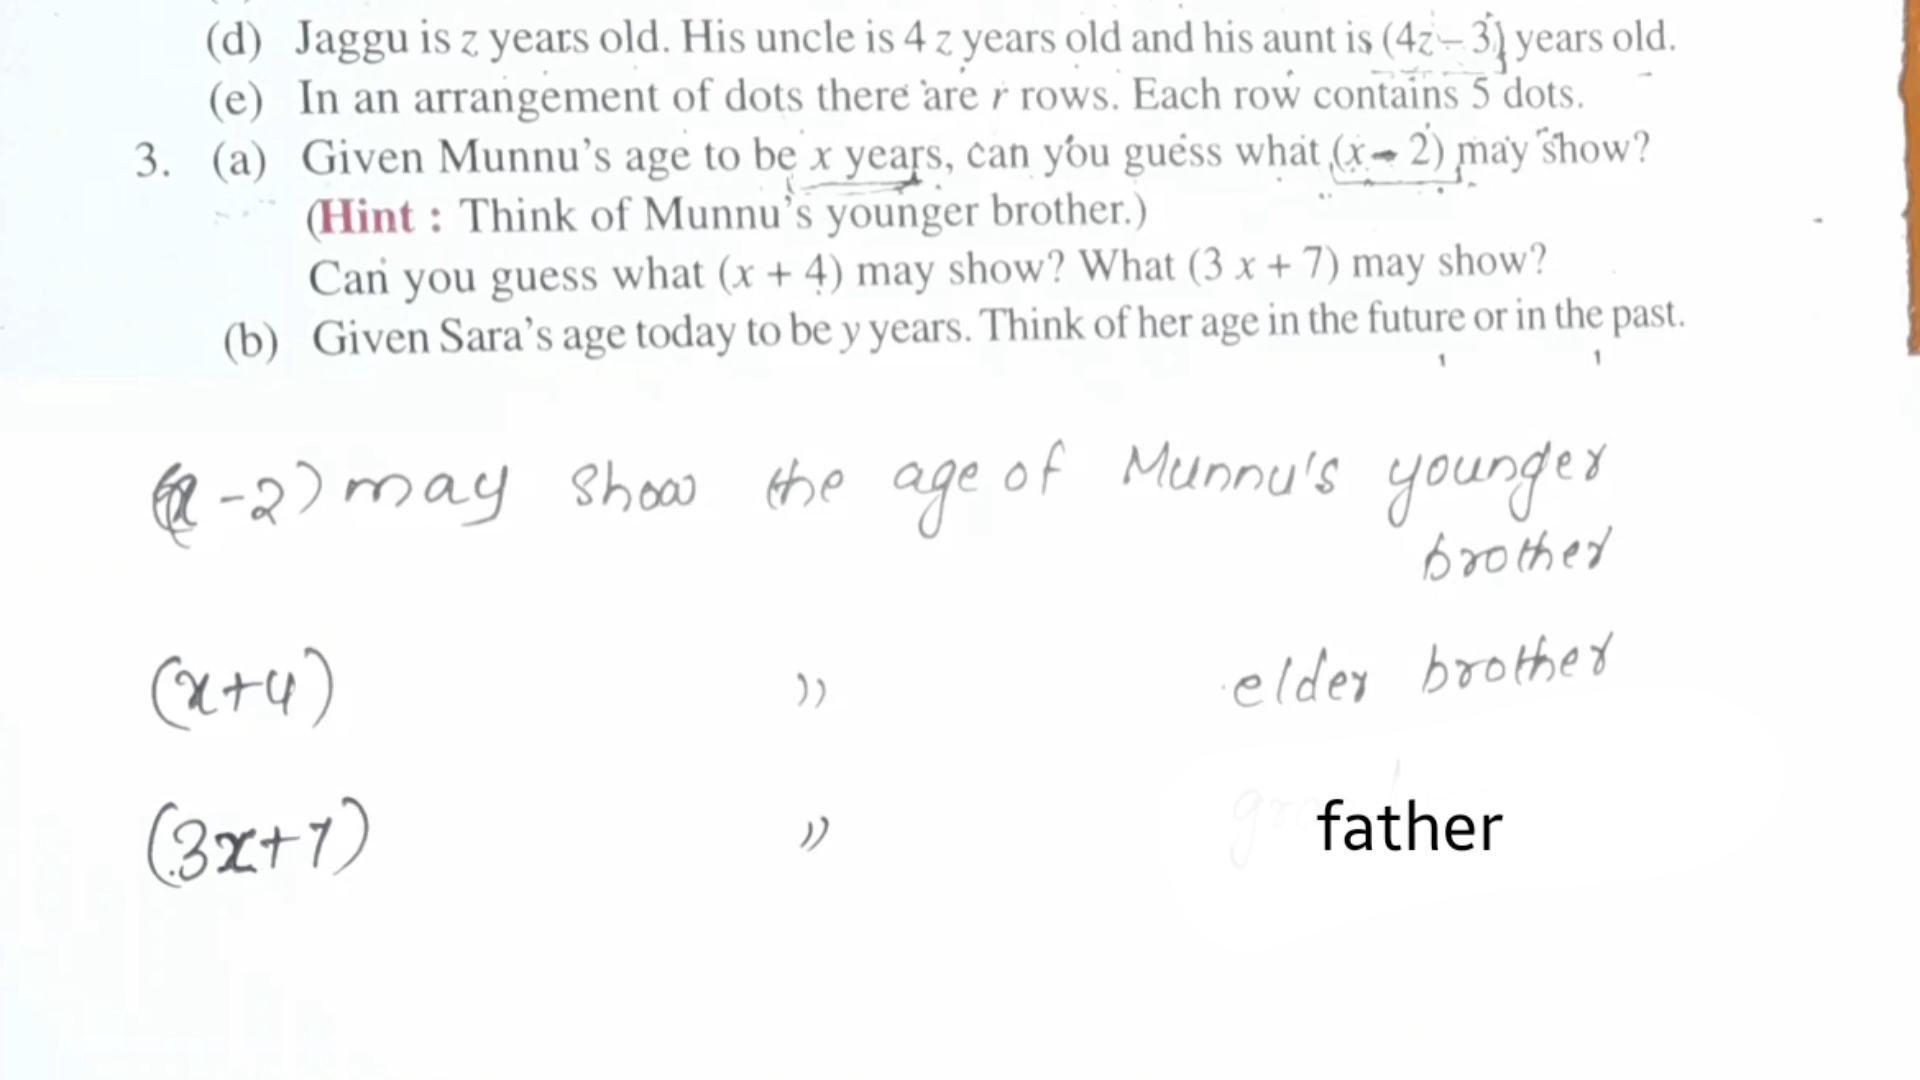 (d) Jaggu is z years old. His uncle is 4 z years old and his aunt is (4z – 3) years old.
(e) In an arrangement of dots there are r rows. Each row contains 5 dots.
3. (a) Given Munnu's age to be x years, can you guess what (x – 2) may show?
(Hint : Think of Munnu's younger brother.)
Can you guess what (x + 4) may show? What (3 x + 7) may show?
(b) Given Sara's age today to be y years. Think of her age in the future or in the past.
(x -2) may show the age of Munnu's younger
brother
(x+4) " elder brother
(3x+7) " father